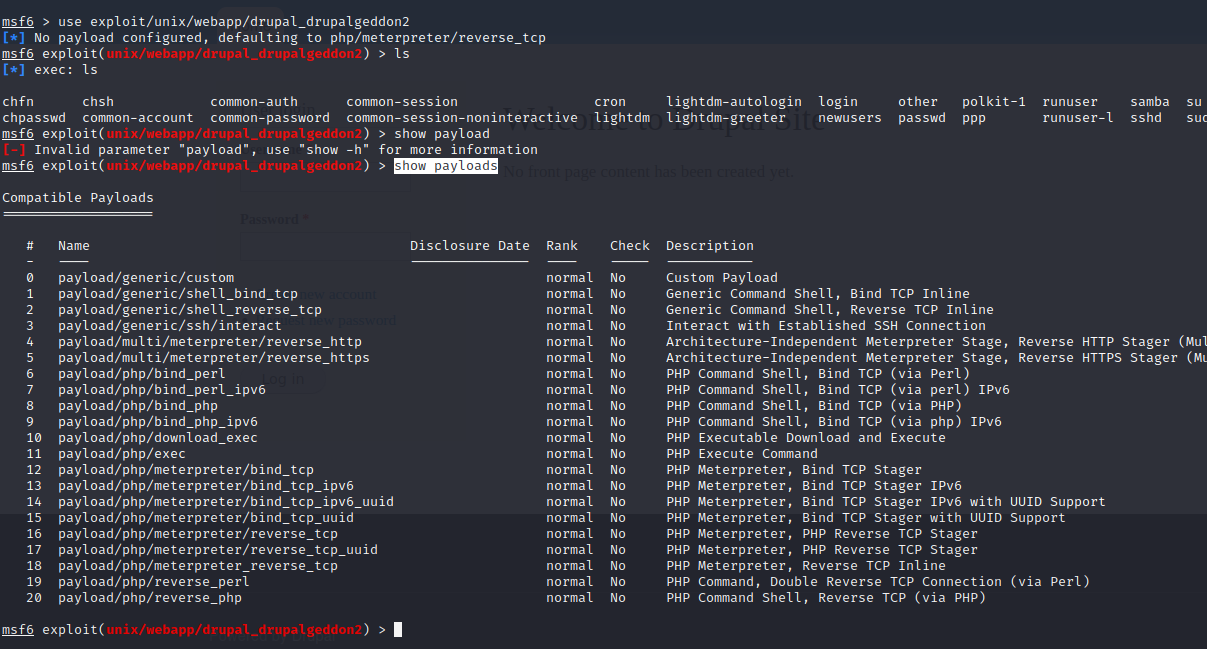 msf6 > use exploit/unix/webapp/drupal_drupalgeddon2
[*] No payload configured, defaulting to php/meterpreter/reverse_tcp
msf6 exploit(unix/webapp/drupal_drupalgeddon2) > ls
[*] exec: ls
chfn chsh common-auth common-session cron lightdm-autologin login other polkit-1 runuser samba su
chpasswd common-account common-password common-session-noninteractive lightdm lightdm-greeter newusers passwd ppp runuser-l sshd
Welcome to Drupal Site
msf6 exploit(unix/webapp/drupal_drupalgeddon2) > show payload
[-] Invalid parameter "payload", use "show -h" for more information
msf6 exploit(unix/webapp/drupal_drupalgeddon2) > show payloads
No front page content has been created yet.
Compatible Payloads
Password *
# Name Disclosure Date Rank Check Description
0 payload/generic/custom normal No Custom Payload
1 payload/generic/shell_bind_tcp normal No Generic Command Shell, Bind TCP Inline
2 payload/generic/shell_reverse_tcp normal No Generic Command Shell, Reverse TCP Inline
3 payload/generic/ssh/interact normal No Interact with Established SSH Connection
4 payload/multi/meterpreter/reverse_http normal No Architecture-Independent Meterpreter Stage, Reverse HTTP Stager
5 payload/multi/meterpreter/reverse_https normal No Architecture-Independent Meterpreter Stage, Reverse HTTPS Stager
6 payload/php/bind_perl normal No PHP Command Shell, Bind TCP (via Perl)
Log in
7 payload/php/bind_perl_ipv6 normal No PHP Command Shell, Bind TCP (via perl) IPv6
8 payload/php/bind_php normal No PHP Command Shell, Bind TCP (via PHP)
9 payload/php/bind_php_ipv6 normal No PHP Command Shell, Bind TCP (via php) IPv6
10 payload/php/download_exec normal No PHP Executable Download and Execute
11 payload/php/exec normal No PHP Execute Command
12 payload/php/meterpreter/bind_tcp normal No PHP Meterpreter, Bind TCP Stager
13 payload/php/meterpreter/bind_tcp_ipv6 normal No PHP Meterpreter, Bind TCP Stager IPv6
14 payload/php/meterpreter/bind_tcp_ipv6_uuid normal No PHP Meterpreter, Bind TCP Stager IPv6 with UUID Support
15 payload/php/meterpreter/bind_tcp_uuid normal No PHP Meterpreter, Bind TCP Stager with UUID Support
16 payload/php/meterpreter/reverse_tcp normal No PHP Meterpreter, PHP Reverse TCP Stager
17 payload/php/meterpreter/reverse_tcp_uuid normal No PHP Meterpreter, PHP Reverse TCP Stager
18 payload/php/meterpreter_reverse_tcp normal No PHP Meterpreter, Reverse TCP Inline
19 payload/php/reverse_perl normal No PHP Command, Double Reverse TCP Connection (via Perl)
20 payload/php/reverse_php normal No PHP Command Shell, Reverse TCP (via PHP)
msf6 exploit(unix/webapp/drupal_drupalgeddon2) >